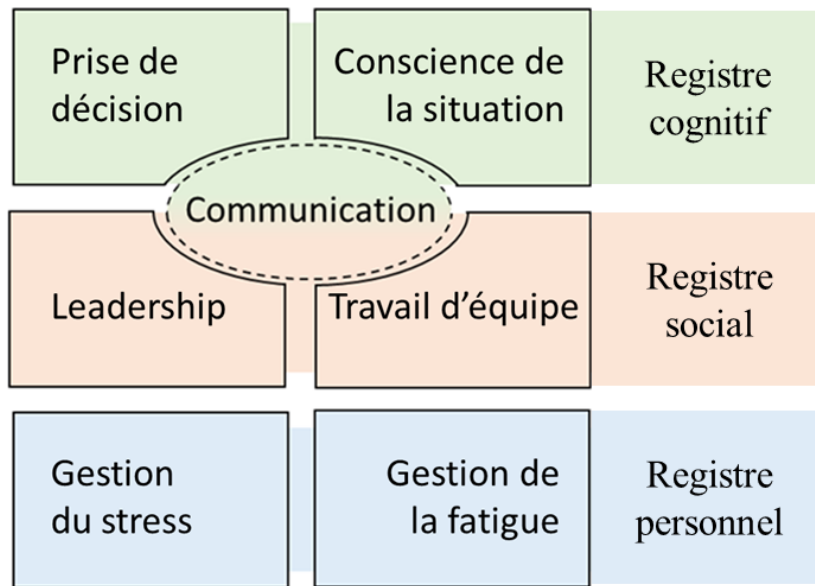 Prise de
décision
Conscience de
la situation
Registre
cognitif
Communication
Leadership
Travail d'équipe
Registre
social
Gestion
du stress
Gestion de
la fatigue
Registre
personnel